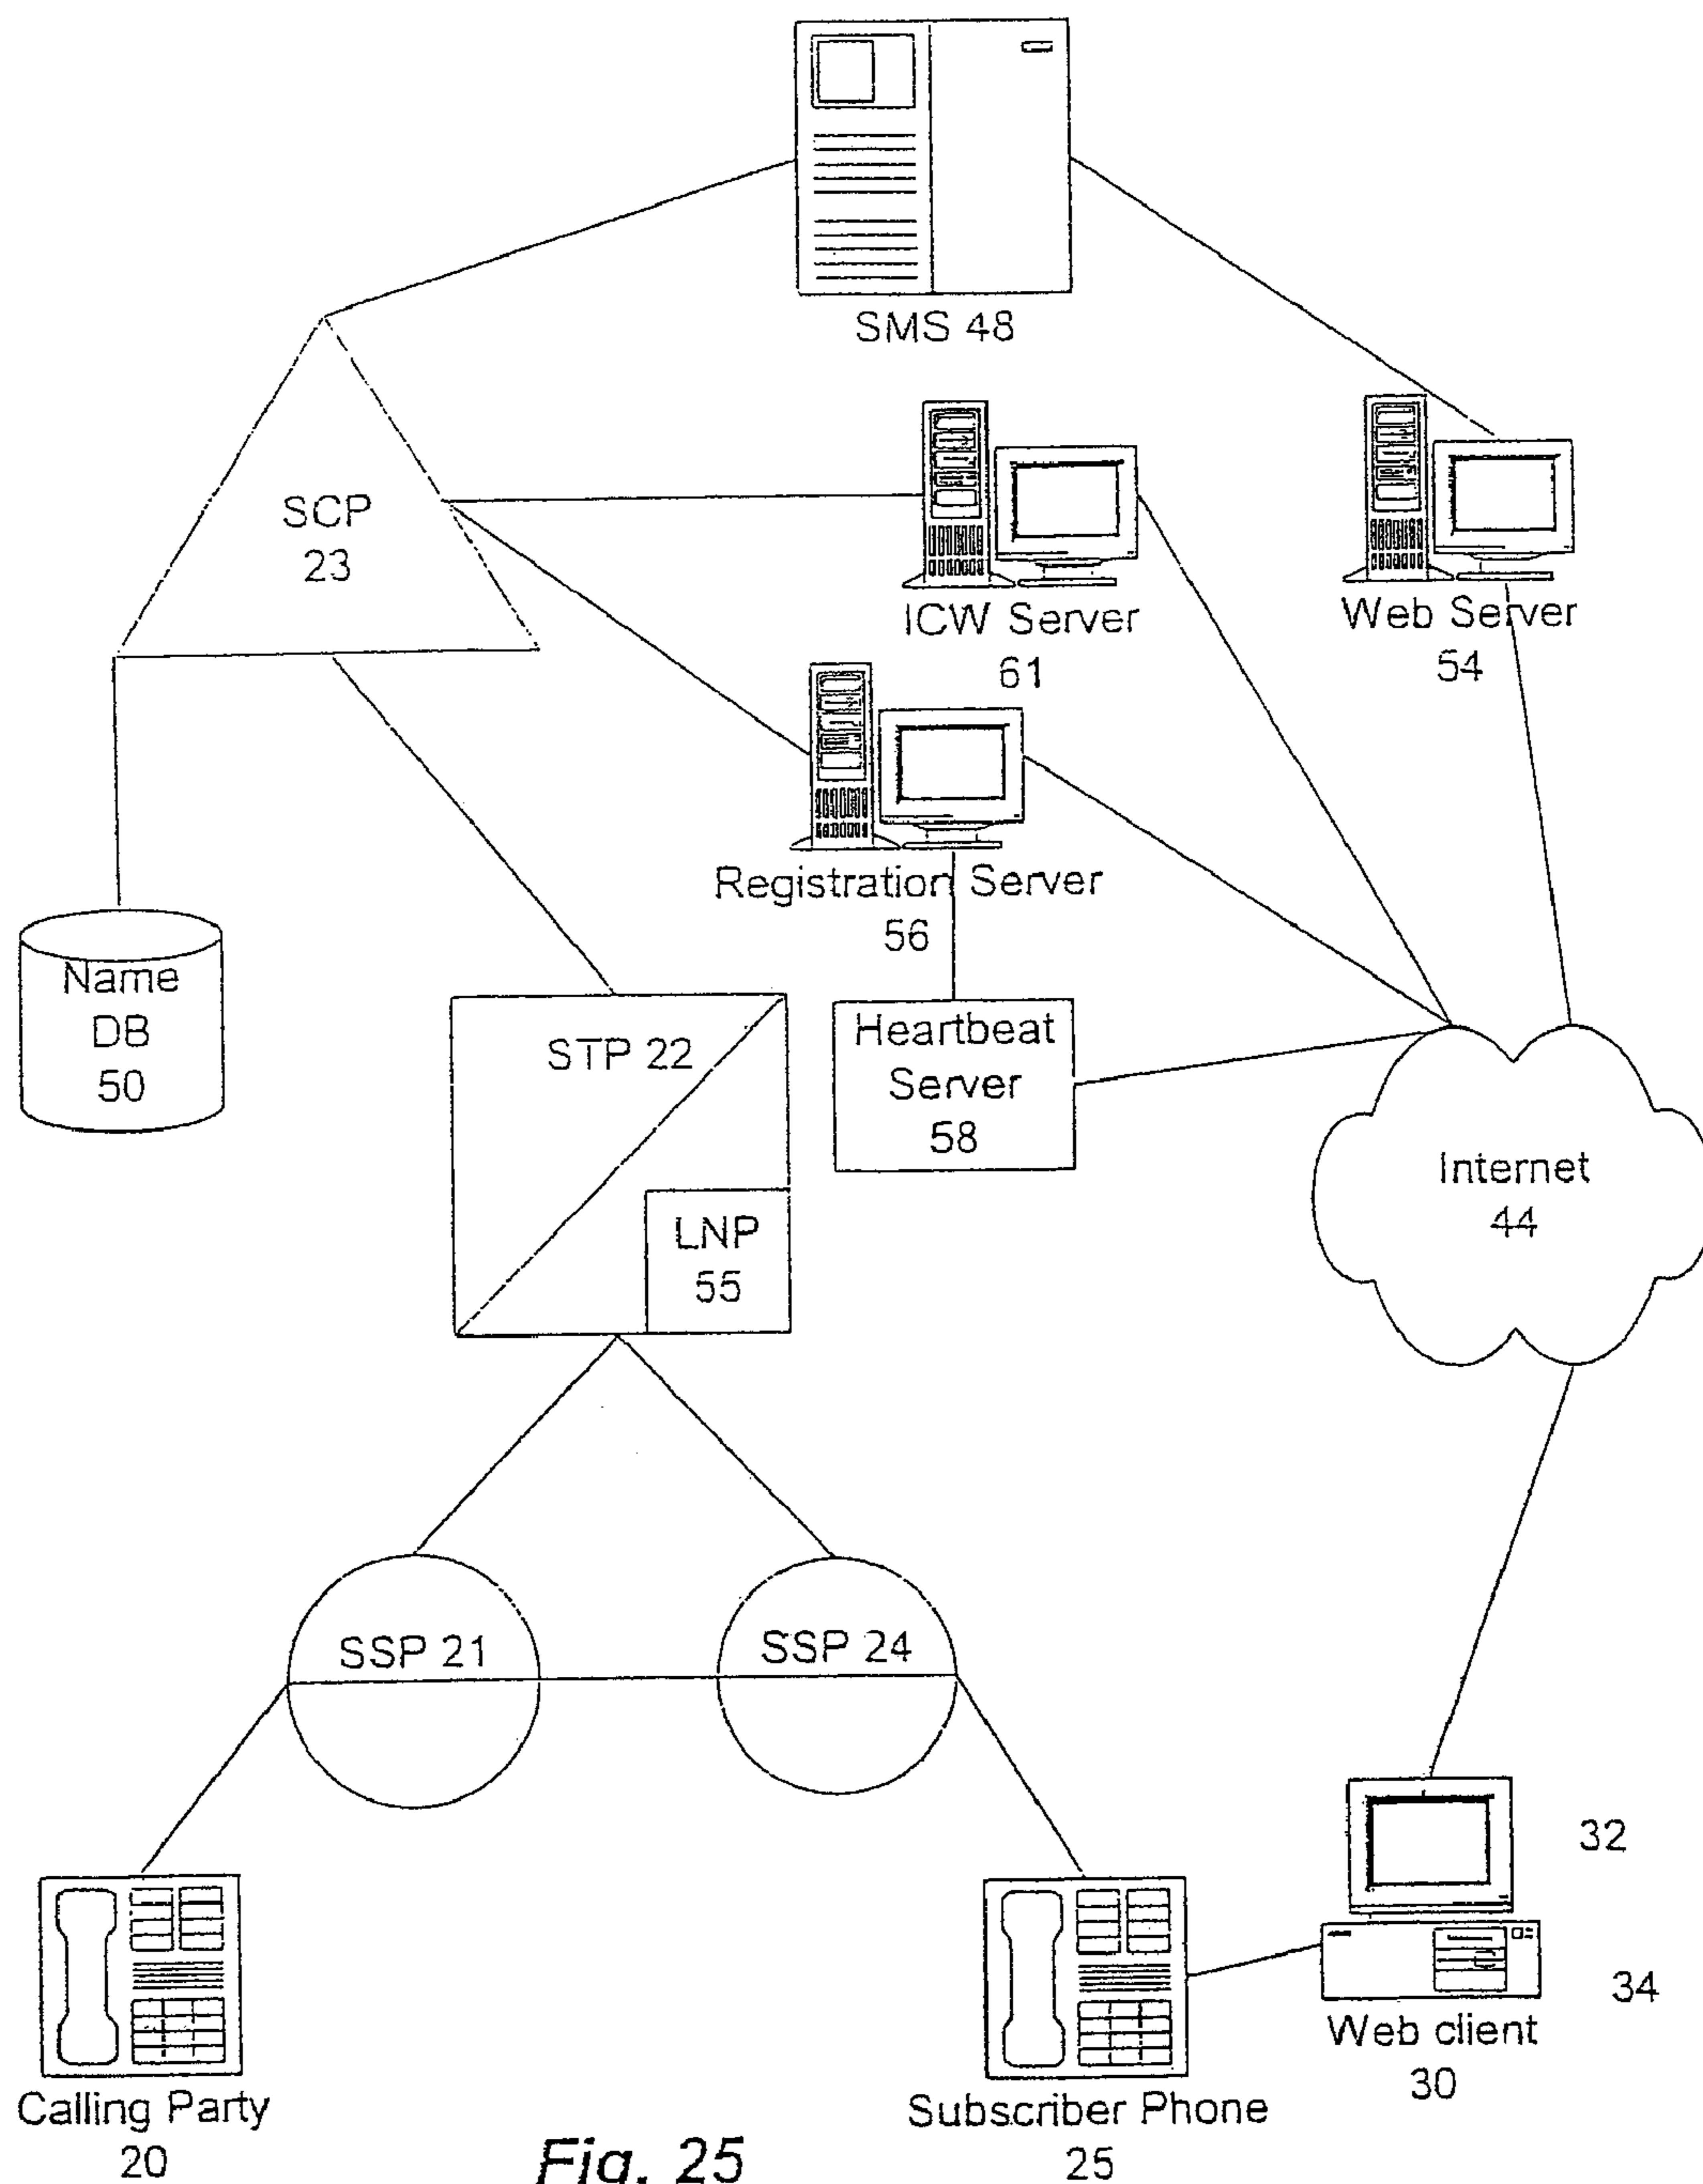 SMS 48
SCP
23
ICW Server
61
Web Server
54
Registration Server
56
Name
DB
50
STP 22
Heartbeat
Server
58
LNP
55
Internet
44
SSP 21
SSP 24
32
34
Web client
30
Calling Party
20
Subscriber Phone
25
Fig. 25